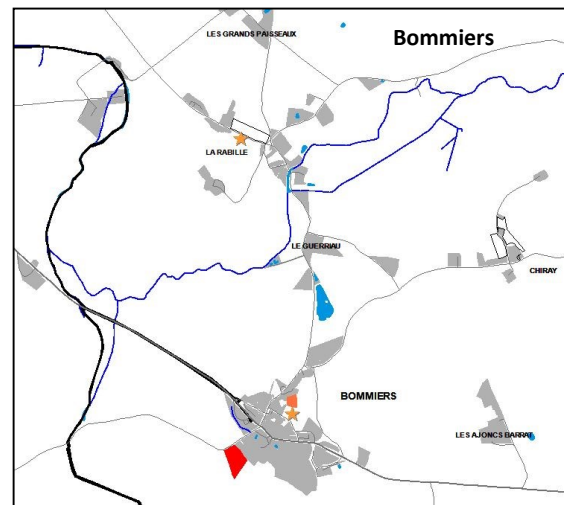 LES GRANDS PAISSEAUX
Bommiers
LA RABILLE
LE GUERRIAU
CHIRAY
BOMMIERS
LES AJONCS BARRAT